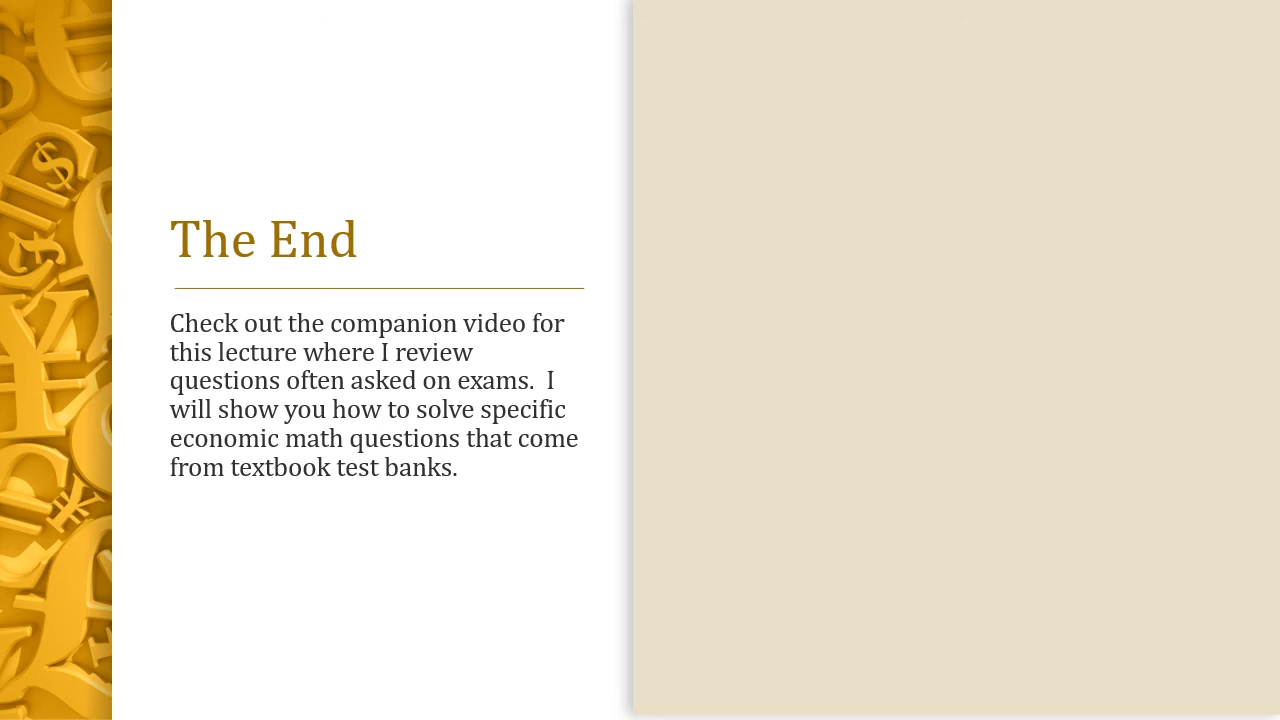 The End
Check out the companion video for
this lecture where I review
questions often asked on exams.  I
will show you how to solve specific
economic math questions that come
from textbook test banks.